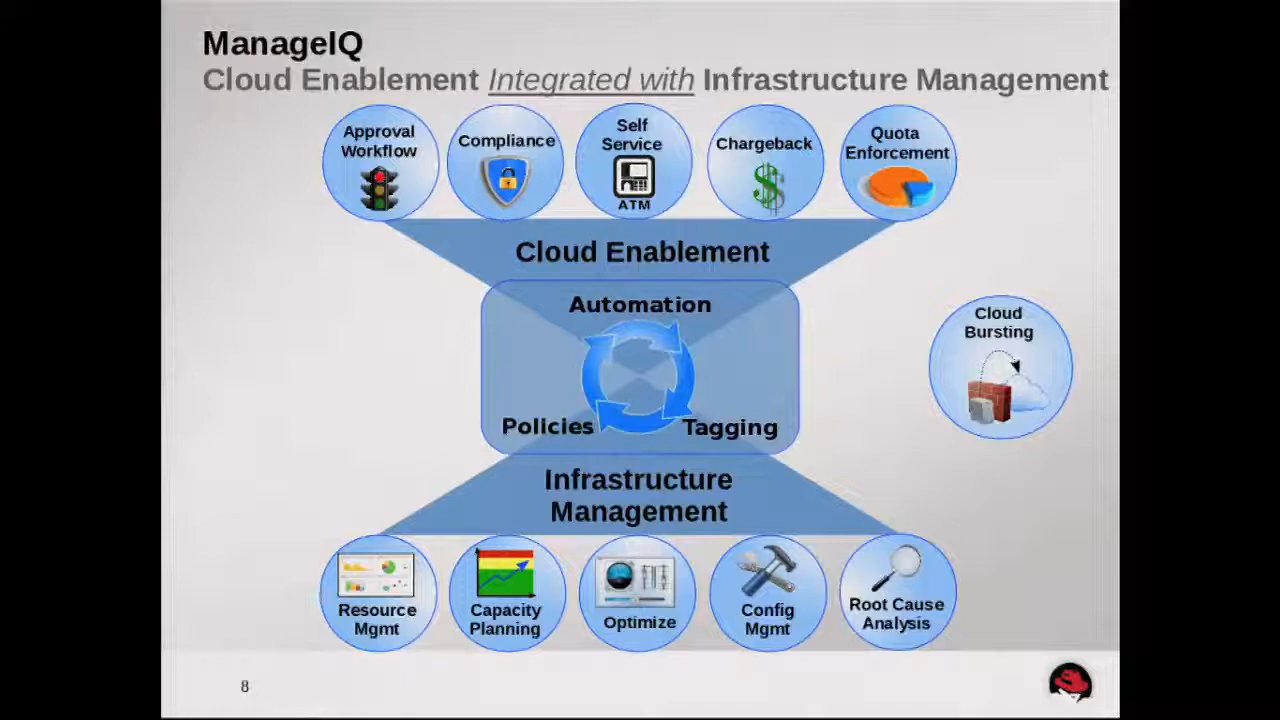 ManageIQ
Cloud Enablement Integrated with Infrastructure Management
Approval
Workflow
Compliance
Self
Service
ATM
Chargeback
Quota
Enforcement
Cloud Enablement
Automation
Policies
Tagging
Cloud
Bursting
Infrastructure
Management
Resource
Mgmt
Capacity
Planning
Optimize
Config
Mgmt
Root Cause
Analysis
8